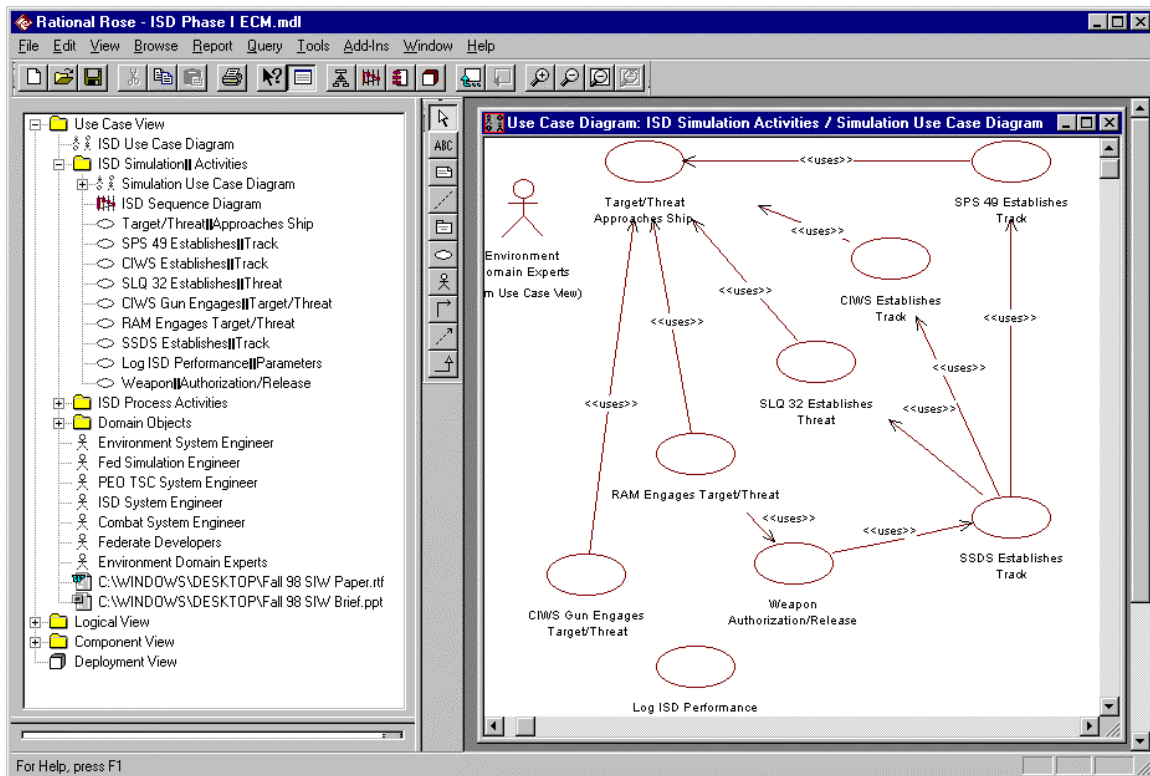 Rational Rose - ISD Phase I ECM.mdl
File Edit View Browse Report Query Tools Add-Ins Window Help
Use Case View
ISD Use Case Diagram
ISD Simulation||Activities
Simulation Use Case Diagram
ISD Sequence Diagram
Target/Threat||Approaches Ship
SPS 49 Establishes||Track
CIWS Establishes||Track
SLQ 32 Establishes||Threat
CIWS Gun Engages||Target/Threat
RAM Engages Target/Threat
SSDS Establishes||Track
Log ISD Performance||Parameters
Weapon||Authorization/Release
ISD Process Activities
Domain Objects
Environment System Engineer
Fed Simulation Engineer
PEO TSC System Engineer
ISD System Engineer
Combat System Engineer
Federate Developers
Environment Domain Experts
C:\WINDOWS\DESKTOP\Fall 98 SIW Paper.rtf
C:\WINDOWS\DESKTOP\Fall 98 SIW Brief.ppt
Logical View
Component View
Deployment View
ABC
Use Case Diagram: ISD Simulation Activities / Simulation Use Case Diagram
<<uses>>
Target/Threat
Approaches Ship
SPS 49 Establishes
Track
<<uses>>
Environment
omain Experts
m Use Case View)
<<uses>>
CIWS Establishes
Track
<<uses>>
<<uses>>
<<uses>>
SLQ 32 Establishes
Threat
<<uses>>
<<uses>>
RAM Engages Target/Threat
<<uses>>
<<uses>>
SSDS Establishes
Track
Weapon
Authorization/Release
CIWS Gun Engages
Target/Threat
Log ISD Performance
For Help, press F1